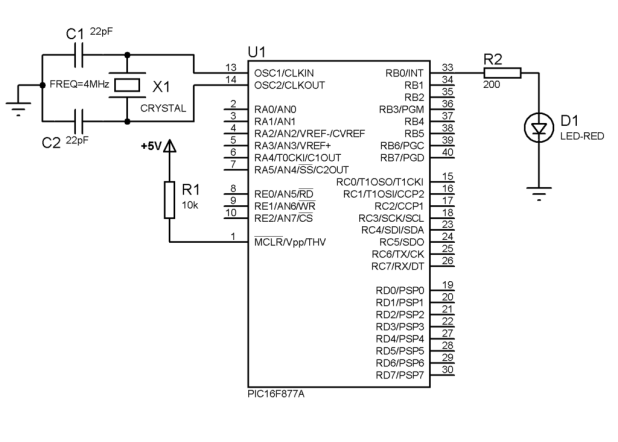 C1 22pF
FREQ=4MHz
X1
CRYSTAL
C2 22pF
+5V
R1
10k
U1
13 OSC1/CLKIN
14 OSC2/CLKOUT
2 RA0/AN0
3 RA1/AN1
4 RA2/AN2/VREF-/CVREF
5 RA3/AN3/VREF+
6 RA4/T0CKI/C1OUT
7 RA5/AN4/SS/C2OUT
8 RE0/AN5/RD
9 RE1/AN6/WR
10 RE2/AN7/CS
1 MCLR/Vpp/THV
RB0/INT 33
RB1 34
RB2 35
RB3/PGM 36
RB4 37
RB5 38
RB6/PGC 39
RB7/PGD 40
RC0/T1OSO/T1CKI 15
RC1/T1OSI/CCP2 16
RC2/CCP1 17
RC3/SCK/SCL 18
RC4/SDI/SDA 23
RC5/SDO 24
RC6/TX/CK 25
RC7/RX/DT 26
RD0/PSP0 19
RD1/PSP1 20
RD2/PSP2 21
RD3/PSP3 22
RD4/PSP4 27
RD5/PSP5 28
RD6/PSP6 29
RD7/PSP7 30
PIC16F877A
R2
200
D1
LED-RED